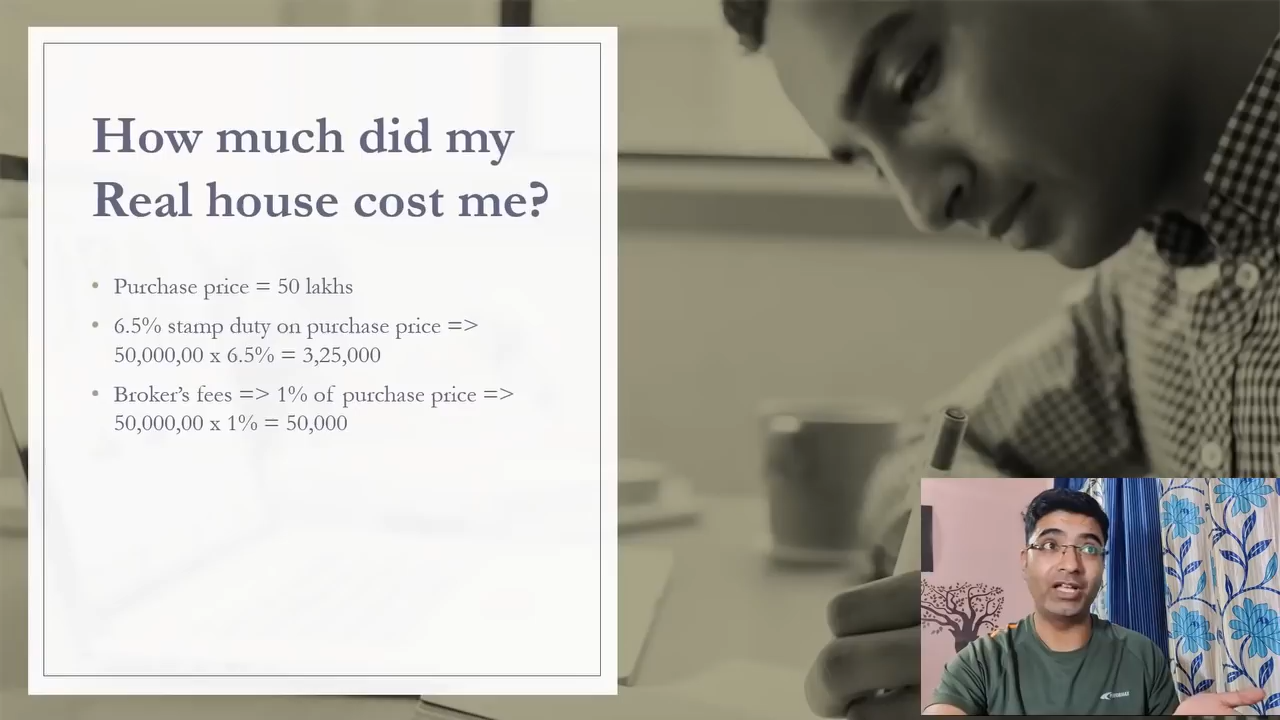 How much did my
Real house cost me?
• Purchase price = 50 lakhs
• 6.5% stamp duty on purchase price =>
50,000,00 x 6.5% = 3,25,000
• Broker’s fees => 1% of purchase price =>
50,000,00 x 1% = 50,000